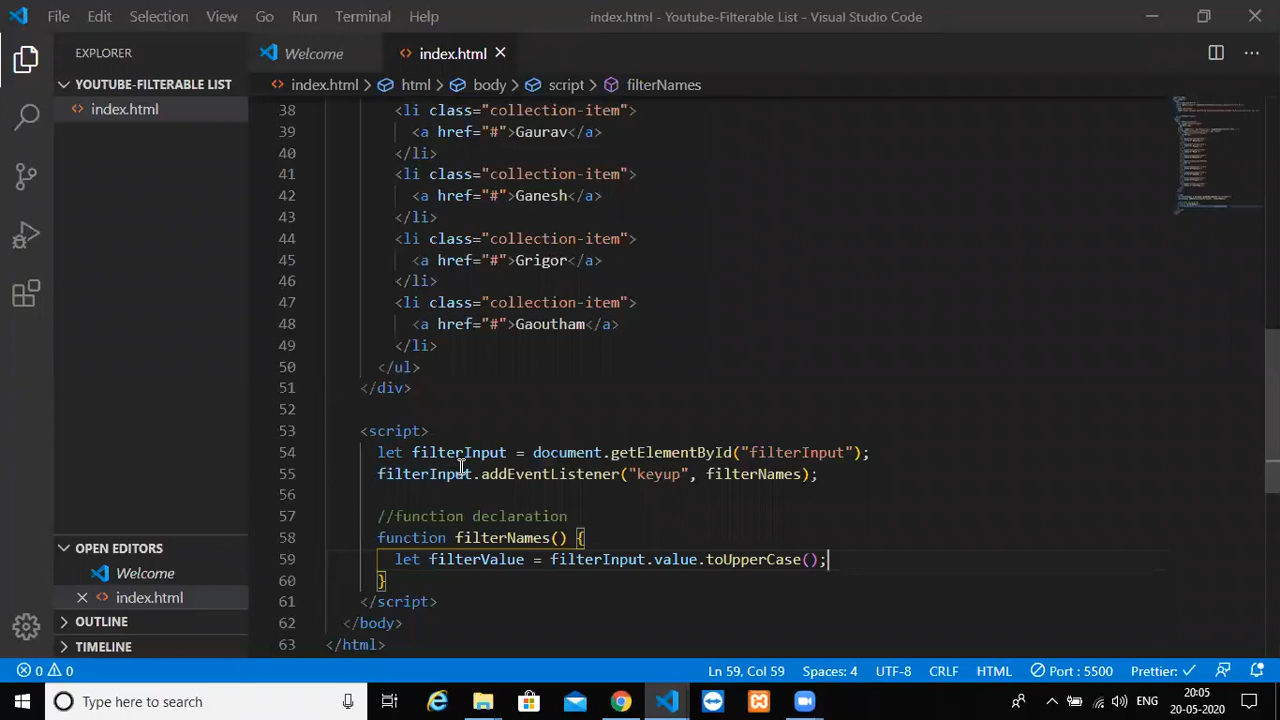 File Edit Selection View Go Run Terminal Help index.html - Youtube-Filterable List - Visual Studio Code
EXPLORER
YOUTUBE-FILTERABLE LIST
index.html
OPEN EDITORS
Welcome
index.html
OUTLINE
TIMELINE
Welcome index.html
index.html > html > body > script > filterNames
38 <li class="collection-item">
39 <a href="#">Gaurav</a>
40 </li>
41 <li class="collection-item">
42 <a href="#">Ganesh</a>
43 </li>
44 <li class="collection-item">
45 <a href="#">Grigor</a>
46 </li>
47 <li class="collection-item">
48 <a href="#">Gaoutham</a>
49 </li>
50 </ul>
51 </div>
52
53 <script>
54 let filterInput = document.getElementById("filterInput");
55 filterInput.addEventListener("keyup", filterNames);
56
57 //function declaration
58 function filterNames() {
59 let filterValue = filterInput.value.toUpperCase();
60 }
61 </script>
62 </body>
63 </html>
0 0 Ln 59, Col 59 Spaces: 4 UTF-8 CRLF HTML Port : 5500 Prettier: ✓
Type here to search ENG 20:05
20-05-2020